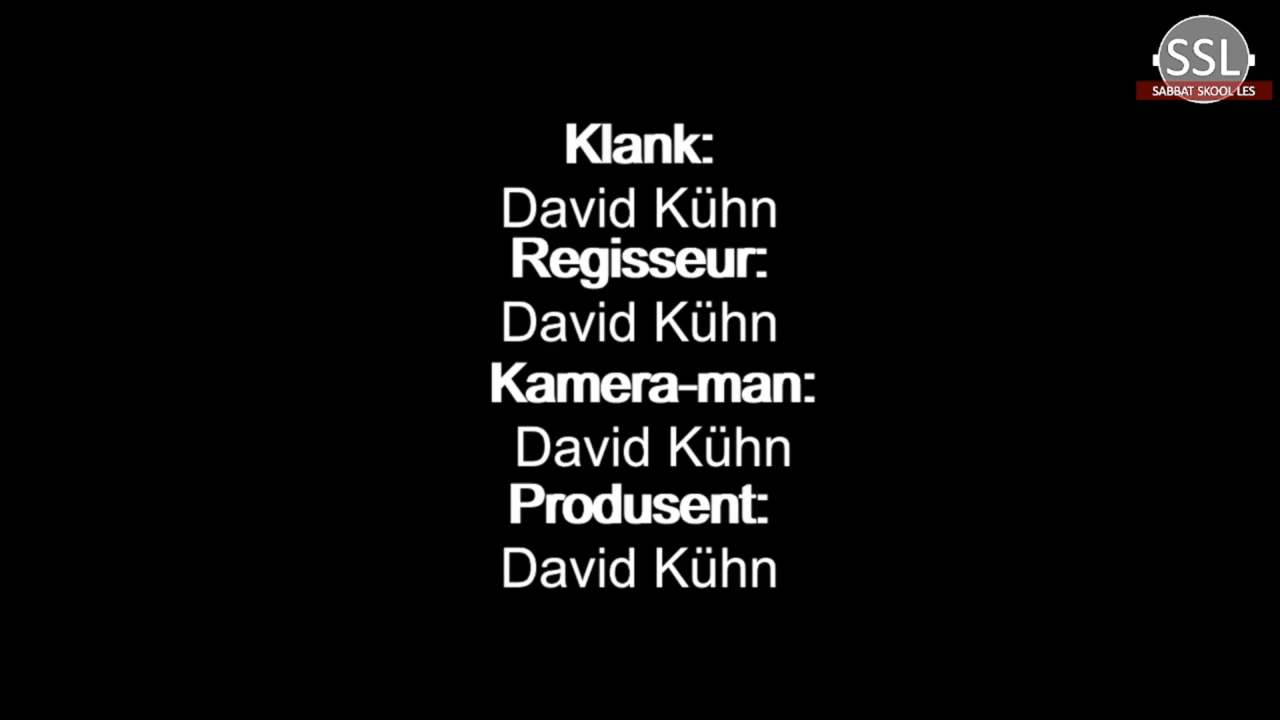 SSL
SABBAT SKOOL LES
Klank:
David Kühn
Regisseur:
David Kühn
Kamera-man:
David Kühn
Produsent:
David Kühn